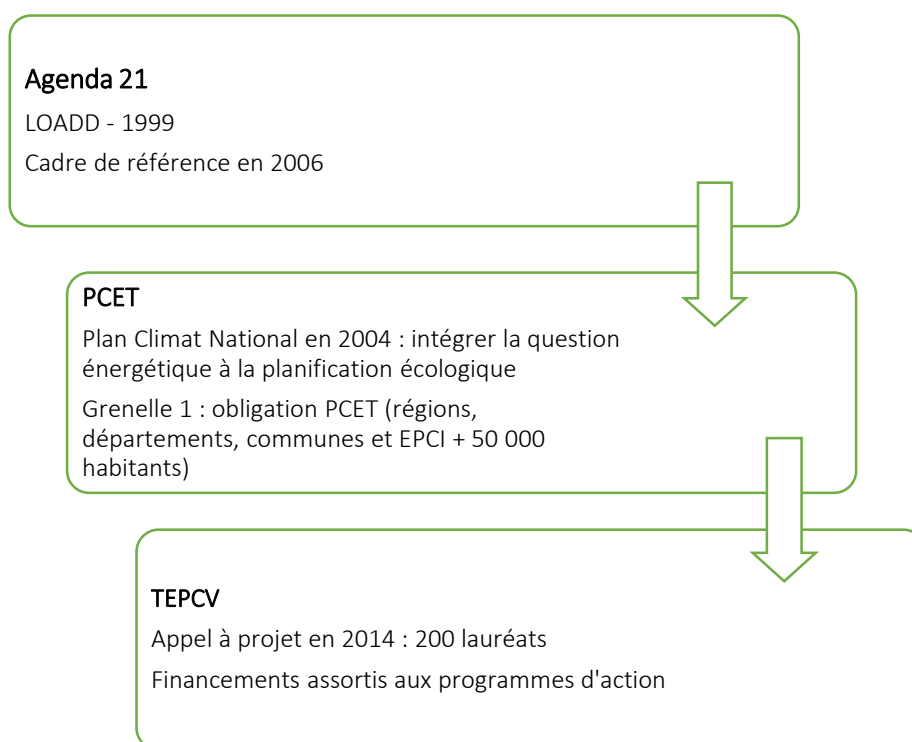 Agenda 21
LOADD - 1999
Cadre de référence en 2006
PCET
Plan Climat National en 2004 : intégrer la question
énergétique à la planification écologique
Grenelle 1 : obligation PCET (régions,
départements, communes et EPCI + 50 000
habitants)
TEPCV
Appel à projet en 2014 : 200 lauréats
Financements assortis aux programmes d'action